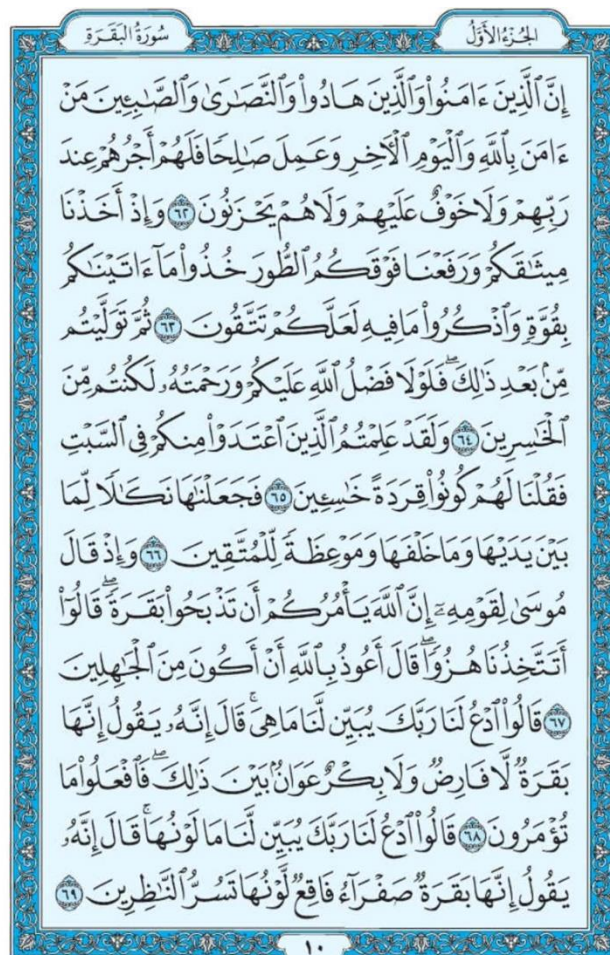 الجُزْءُ الأَوَّلُ
سُورَةُ البَقَرَةِ
إِنَّ ٱلَّذِينَ ءَامَنُواْ وَٱلَّذِينَ هَادُواْ وَٱلنَّصَٰرَىٰ وَٱلصَّٰبِـِٔينَ مَنْ
ءَامَنَ بِٱللَّهِ وَٱلْيَوْمِ ٱلْأَخِرِ وَعَمِلَ صَٰلِحًا فَلَهُمْ أَجْرُهُمْ عِندَ
رَبِّهِمْ وَلَا خَوْفٌ عَلَيْهِمْ وَلَا هُمْ يَحْزَنُونَ ٦٢ وَإِذْ أَخَذْنَا
مِيثَٰقَكُمْ وَرَفَعْنَا فَوْقَكُمُ ٱلطُّورَ خُذُواْ مَآ ءَاتَيْنَٰكُم
بِقُوَّةٍ وَٱذْكُرُواْ مَا فِيهِ لَعَلَّكُمْ تَتَّقُونَ ٦٣ ثُمَّ تَوَلَّيْتُم
مِّنۢ بَعْدِ ذَٰلِكَۖ فَلَوْلَا فَضْلُ ٱللَّهِ عَلَيْكُمْ وَرَحْمَتُهُۥ لَكُنتُم مِّنَ
ٱلْخَٰسِرِينَ ٦٤ وَلَقَدْ عَلِمْتُمُ ٱلَّذِينَ ٱعْتَدَوْاْ مِنكُمْ فِى ٱلسَّبْتِ
فَقُلْنَا لَهُمْ كُونُواْ قِرَدَةً خَٰسِـِٔينَ ٦٥ فَجَعَلْنَٰهَا نَكَٰلًا لِّمَا
بَيْنَ يَدَيْهَا وَمَا خَلْفَهَا وَمَوْعِظَةً لِّلْمُتَّقِينَ ٦٦ وَإِذْ قَالَ
مُوسَىٰ لِقَوْمِهِۦٓ إِنَّ ٱللَّهَ يَأْمُرُكُمْ أَن تَذْبَحُواْ بَقَرَةًۖ قَالُوٓاْ
أَتَتَّخِذُنَا هُزُوًاۖ قَالَ أَعُوذُ بِٱللَّهِ أَنْ أَكُونَ مِنَ ٱلْجَٰهِلِينَ
٦٧ قَالُواْ ٱدْعُ لَنَا رَبَّكَ يُبَيِّن لَّنَا مَا هِىَۚ قَالَ إِنَّهُۥ يَقُولُ إِنَّهَا
بَقَرَةٌ لَّا فَارِضٌ وَلَا بِكْرٌ عَوَانٌۢ بَيْنَ ذَٰلِكَۖ فَٱفْعَلُواْ مَا
تُؤْمَرُونَ ٦٨ قَالُواْ ٱدْعُ لَنَا رَبَّكَ يُبَيِّن لَّنَا مَا لَوْنُهَاۚ قَالَ إِنَّهُۥ
يَقُولُ إِنَّهَا بَقَرَةٌ صَفْرَآءُ فَاقِعٌ لَّوْنُهَا تَسُرُّ ٱلنَّٰظِرِينَ ٦٩
١٠